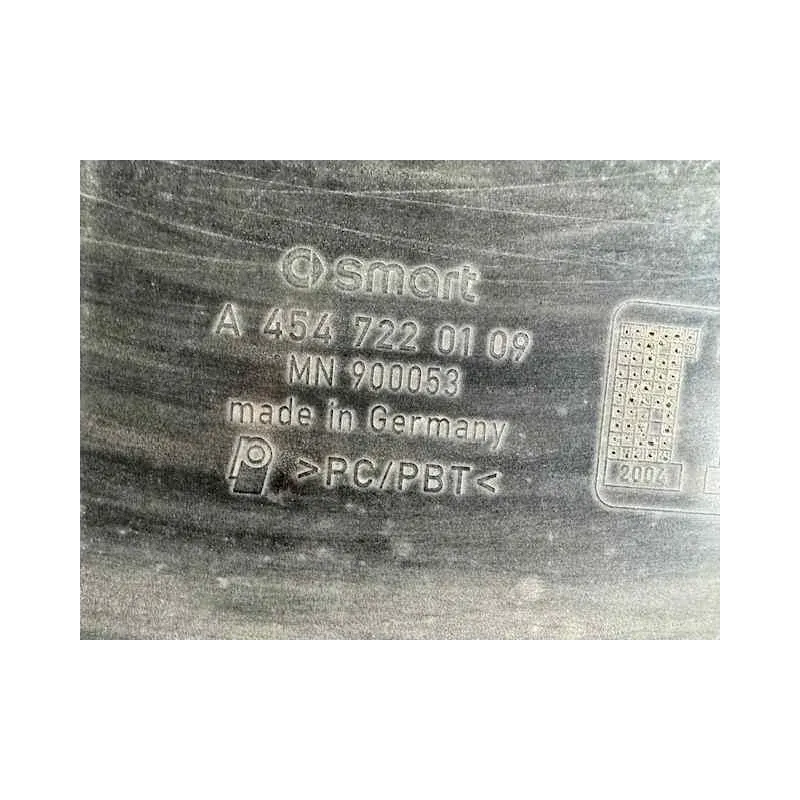 smart
A 454 722 01 09
MN 900053
made in Germany
>PC/PBT<
2004